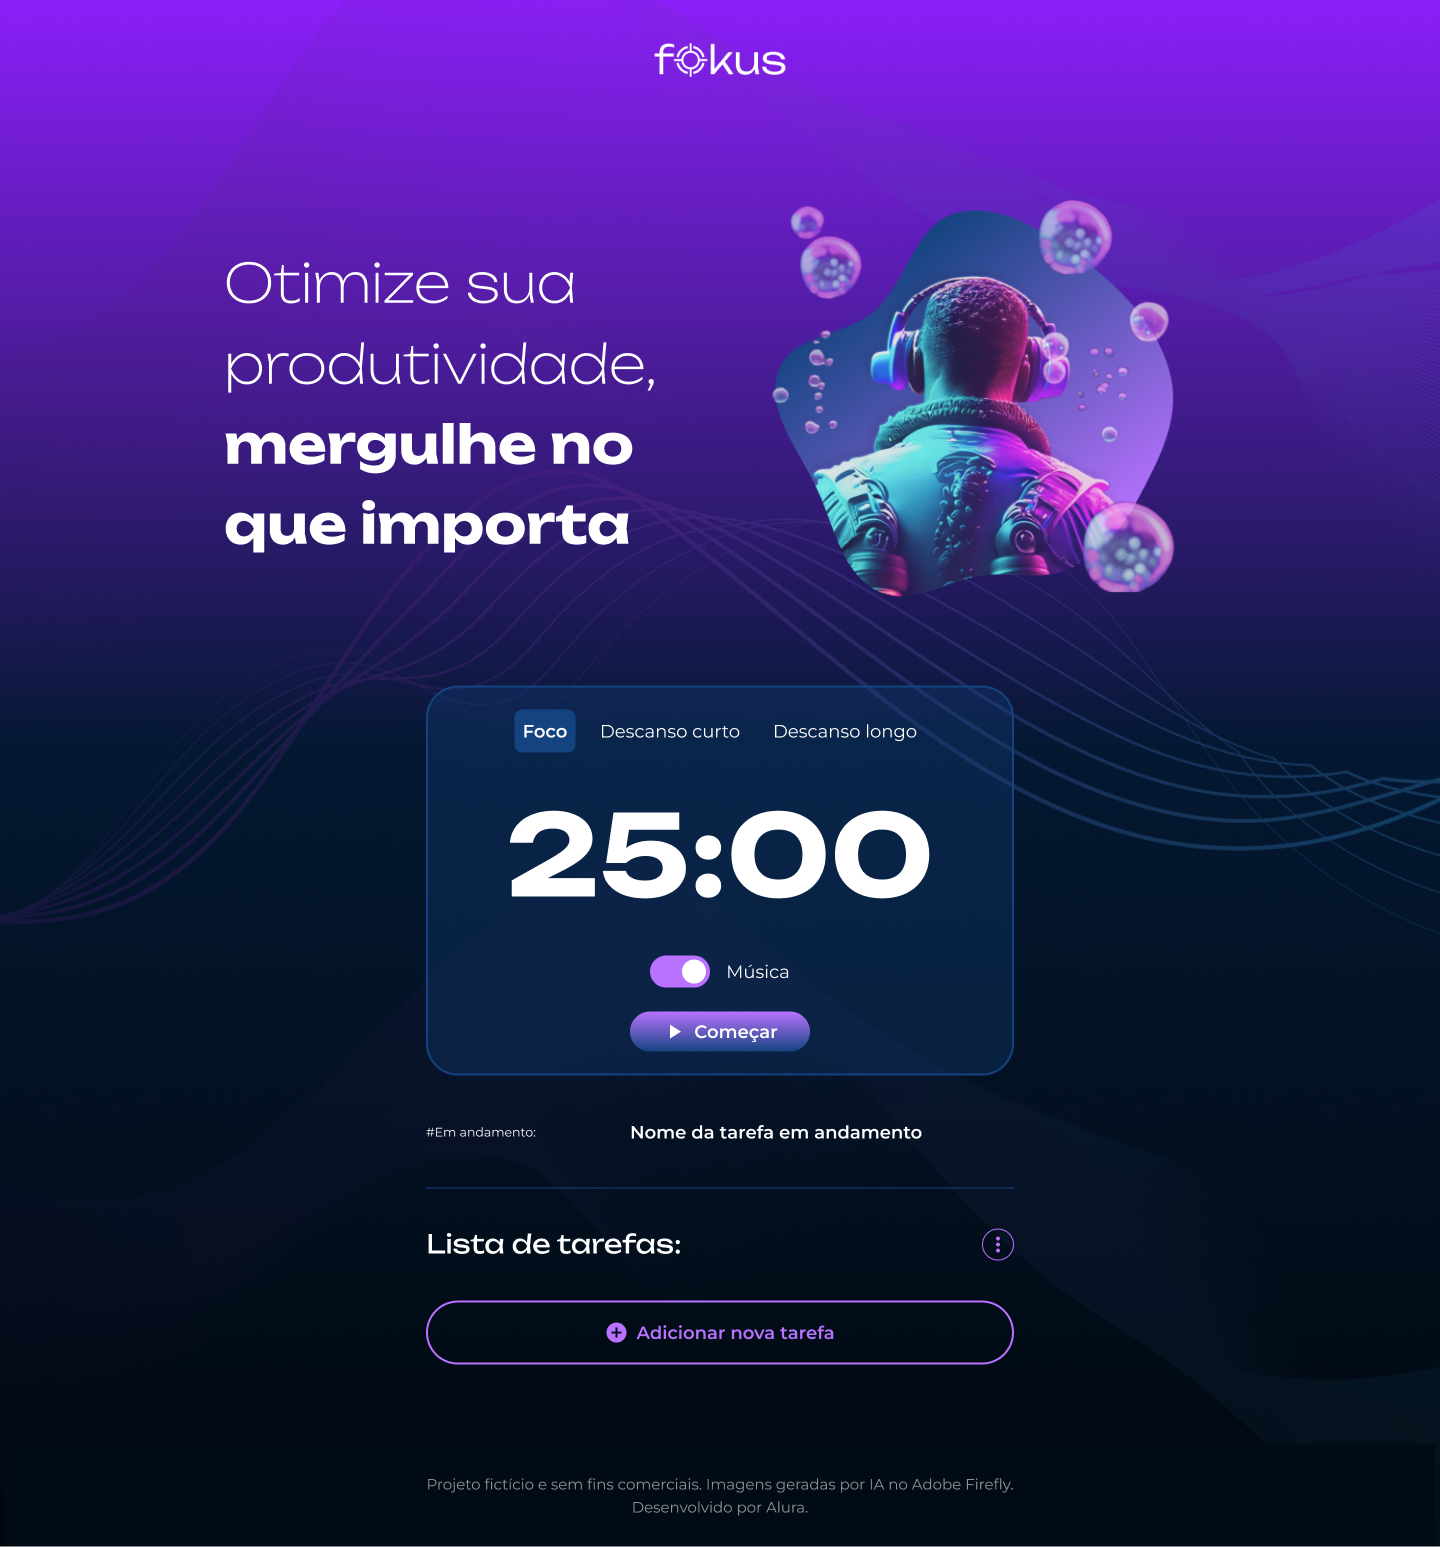 fokus
Otimize sua
produtividade,
mergulhe no
que importa
Foco Descanso curto Descanso longo
25:00
Música
Começar
#Em andamento: Nome da tarefa em andamento
Lista de tarefas:
Adicionar nova tarefa
Projeto fictício e sem fins comerciais. Imagens geradas por IA no Adobe Firefly.
Desenvolvido por Alura.